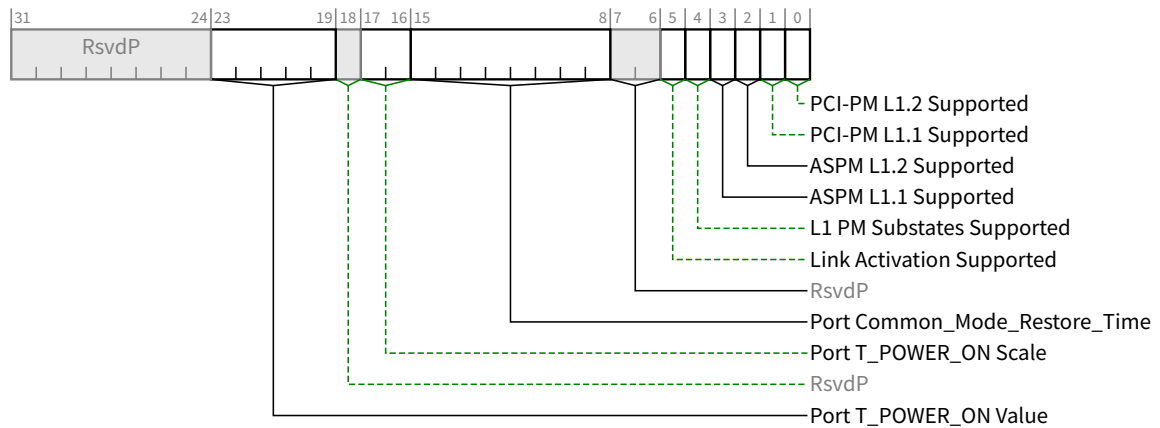 31 24 23 19 18 17 16 15 8 7 6 5 4 3 2 1 0
RsvdP
PCI-PM L1.2 Supported
PCI-PM L1.1 Supported
ASPM L1.2 Supported
ASPM L1.1 Supported
L1 PM Substates Supported
Link Activation Supported
RsvdP
Port Common_Mode_Restore_Time
Port T_POWER_ON Scale
RsvdP
Port T_POWER_ON Value